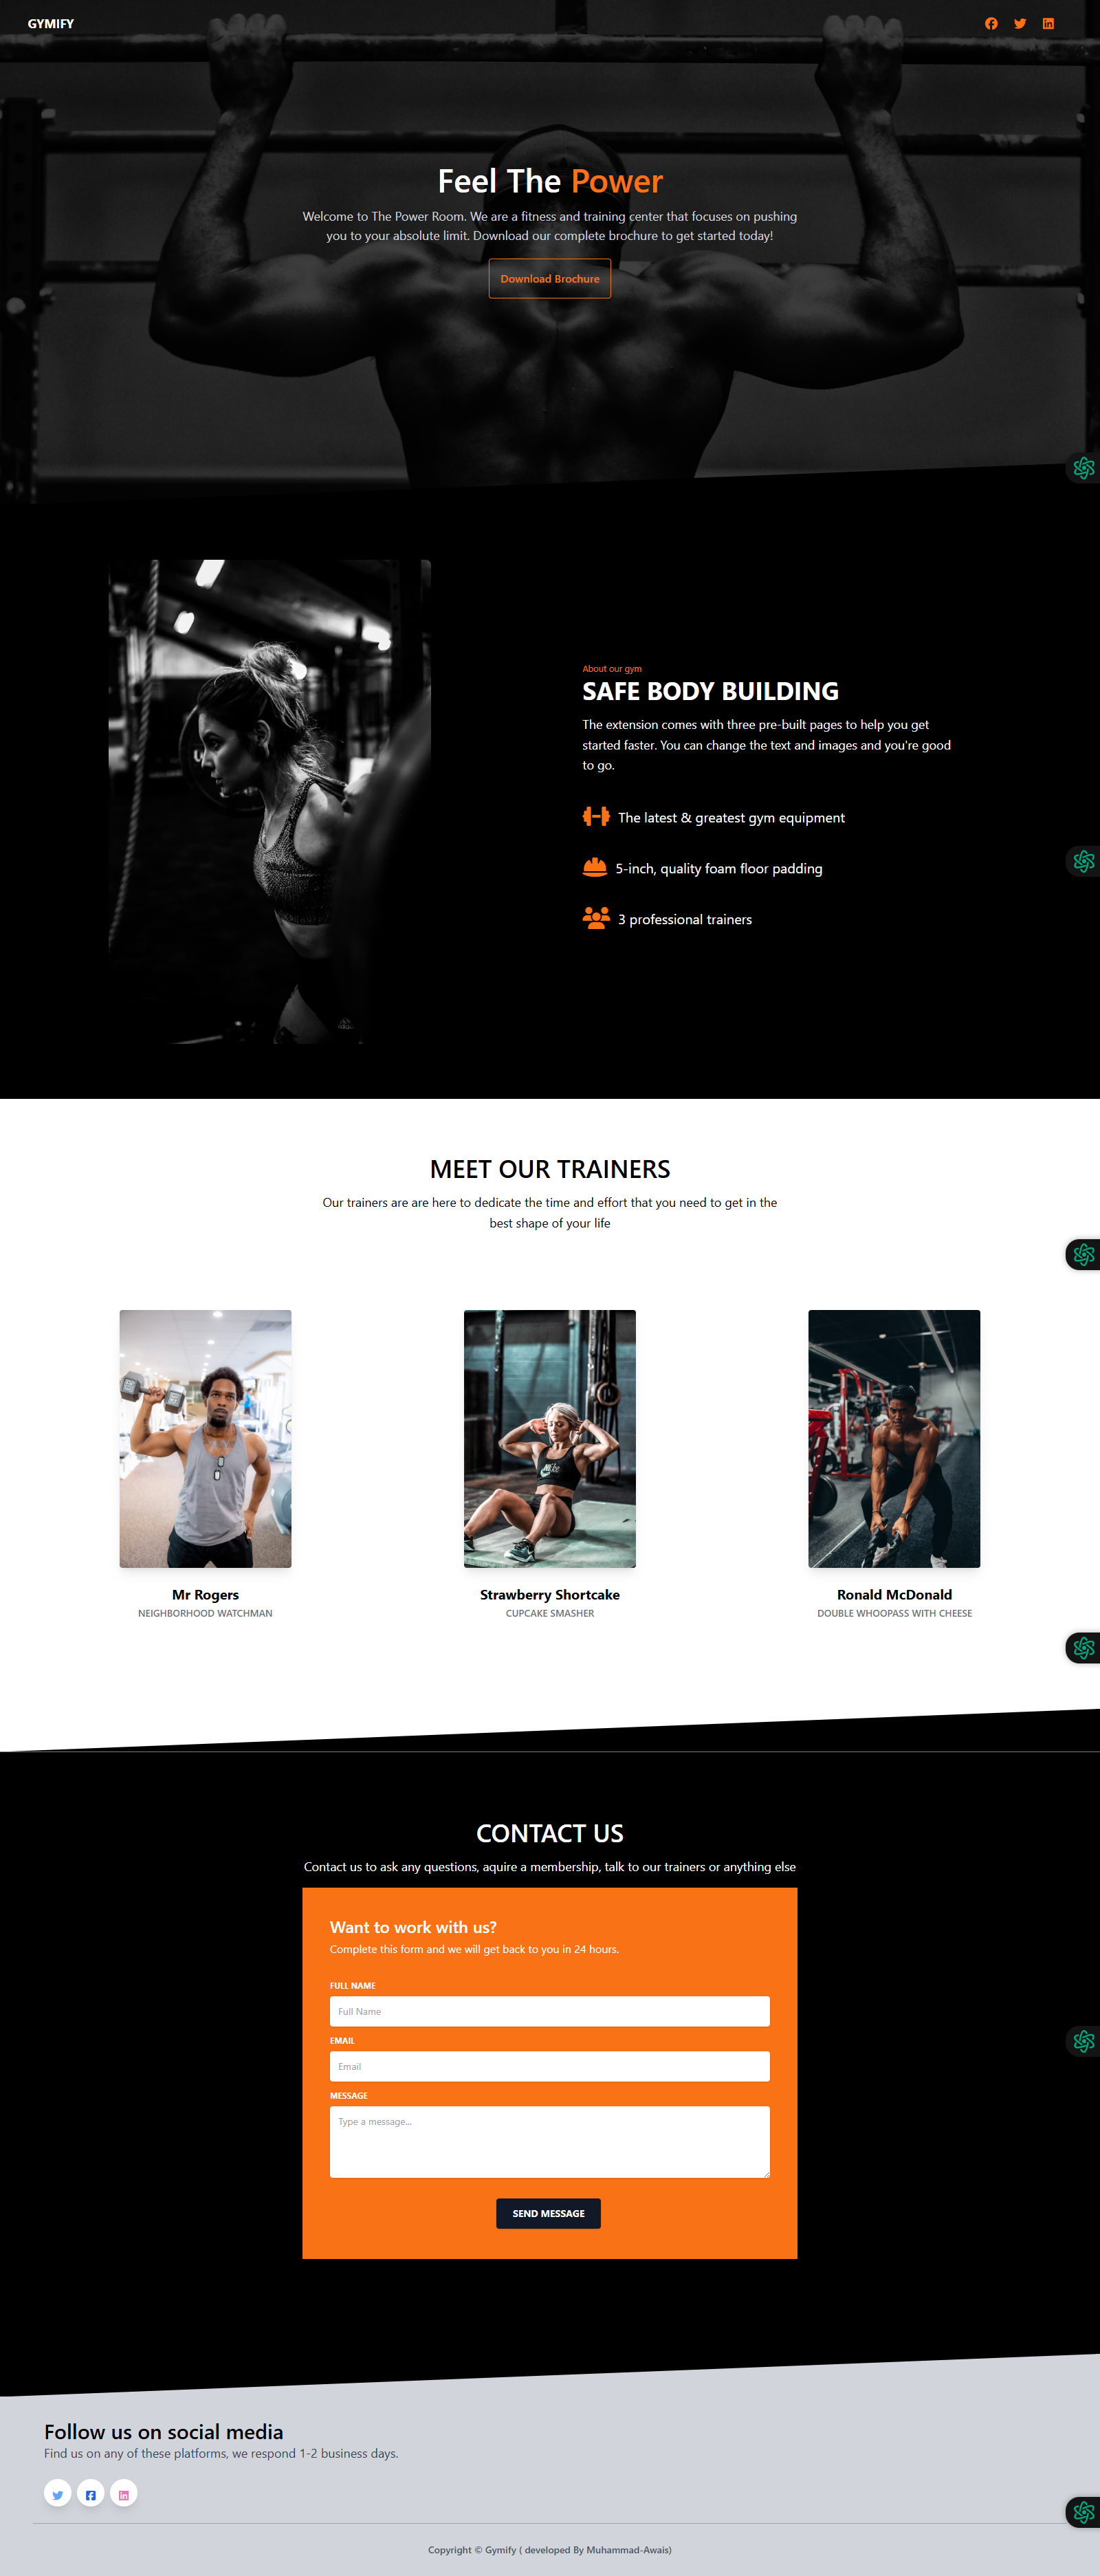 GYMIFY
Feel The Power
Welcome to The Power Room. We are a fitness and training center that focuses on pushing
you to your absolute limit. Download our complete brochure to get started today!
Download Brochure
About our gym
SAFE BODY BUILDING
The extension comes with three pre-built pages to help you get
started faster. You can change the text and images and you're good
to go.
The latest & greatest gym equipment
5-inch, quality foam floor padding
3 professional trainers
MEET OUR TRAINERS
Our trainers are are here to dedicate the time and effort that you need to get in the
best shape of your life
Mr Rogers
NEIGHBORHOOD WATCHMAN
Strawberry Shortcake
CUPCAKE SMASHER
Ronald McDonald
DOUBLE WHOOPASS WITH CHEESE
CONTACT US
Contact us to ask any questions, aquire a membership, talk to our trainers or anything else
Want to work with us?
Complete this form and we will get back to you in 24 hours.
FULL NAME
Full Name
EMAIL
Email
MESSAGE
Type a message...
SEND MESSAGE
Follow us on social media
Find us on any of these platforms, we respond 1-2 business days.
Copyright © Gymify ( developed By Muhammad-Awais)